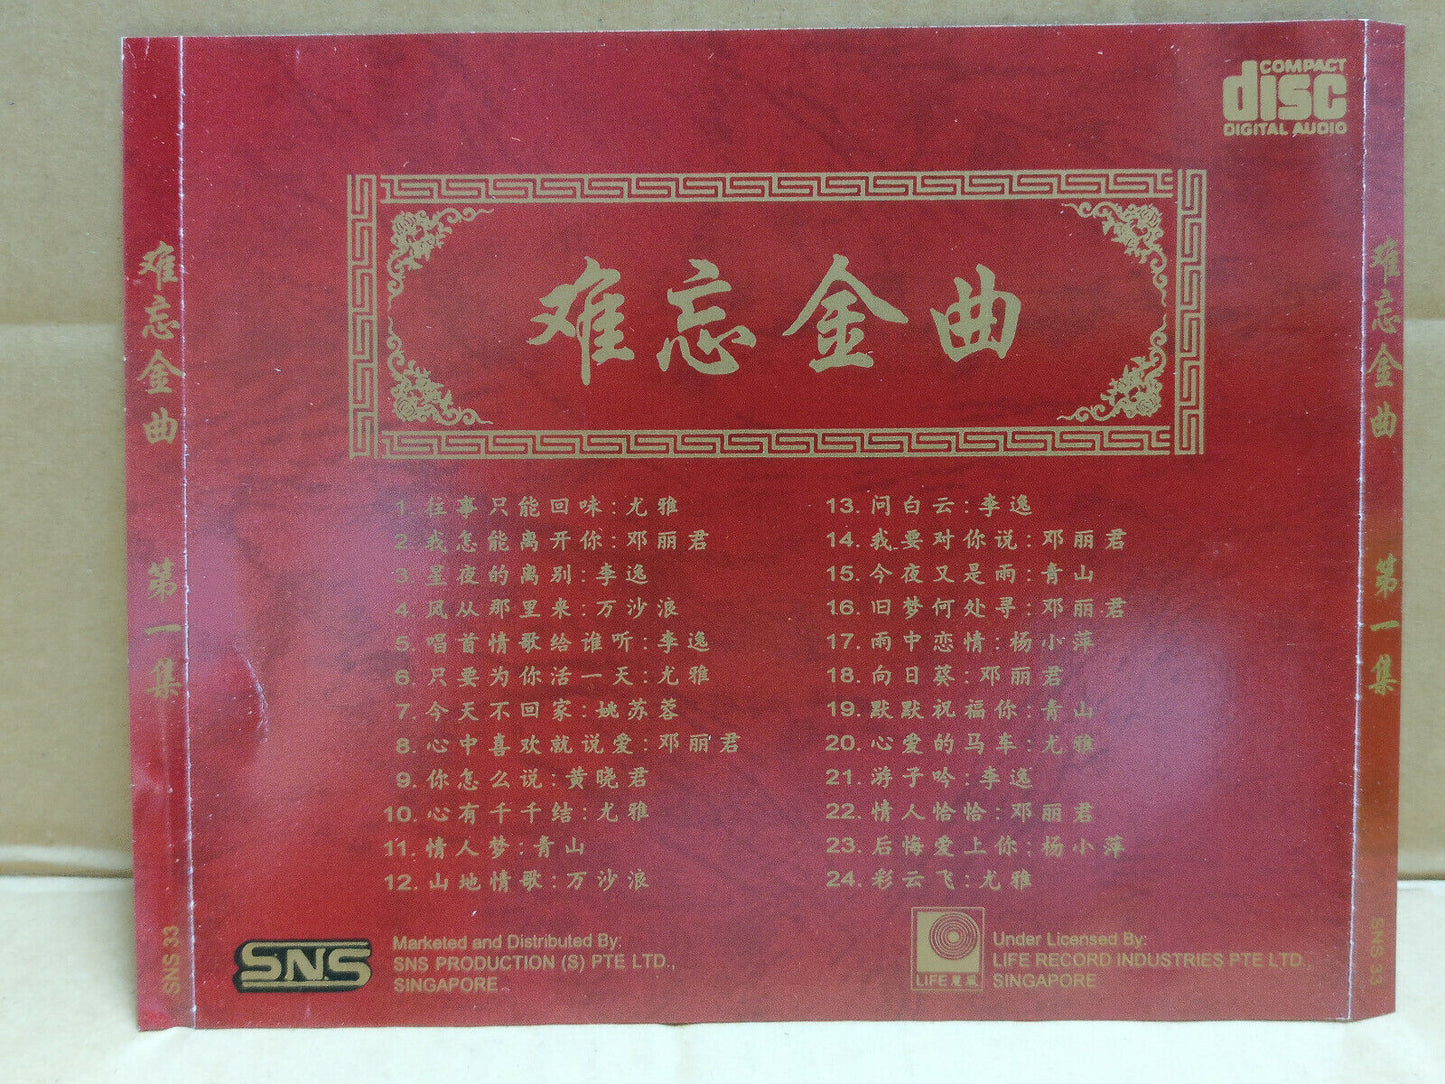 COMPACT
disc
DIGITAL AUDIO
难忘金曲
难忘金曲 第一集
SNS 33
难忘金曲 第一集
SNS 33
1. 往事只能回味:尤雅
2. 我怎能离开你:邓丽君
3. 星夜的离别:李逸
4. 风从那里来:万沙浪
5. 唱首情歌给谁听:李逸
6. 只要为你活一天:尤雅
7. 今天不回家:姚苏蓉
8. 心中喜欢就说爱:邓丽君
9. 你怎么说:黄晓君
10. 心有千千结:尤雅
11. 情人梦:青山
12. 山地情歌:万沙浪
13. 问白云:李逸
14. 我要对你说:邓丽君
15. 今夜又是雨:青山
16. 旧梦何处寻:邓丽君
17. 雨中恋情:杨小萍
18. 向日葵:邓丽君
19. 默默祝福你:青山
20. 心爱的马车:尤雅
21. 游子吟:李逸
22. 情人恰恰:邓丽君
23. 后悔爱上你:杨小萍
24. 彩云飞:尤雅
SNS
Marketed and Distributed By:
SNS PRODUCTION (S) PTE LTD.,
SINGAPORE
LIFE 丽风
Under Licensed By:
LIFE RECORD INDUSTRIES PTE LTD.,
SINGAPORE